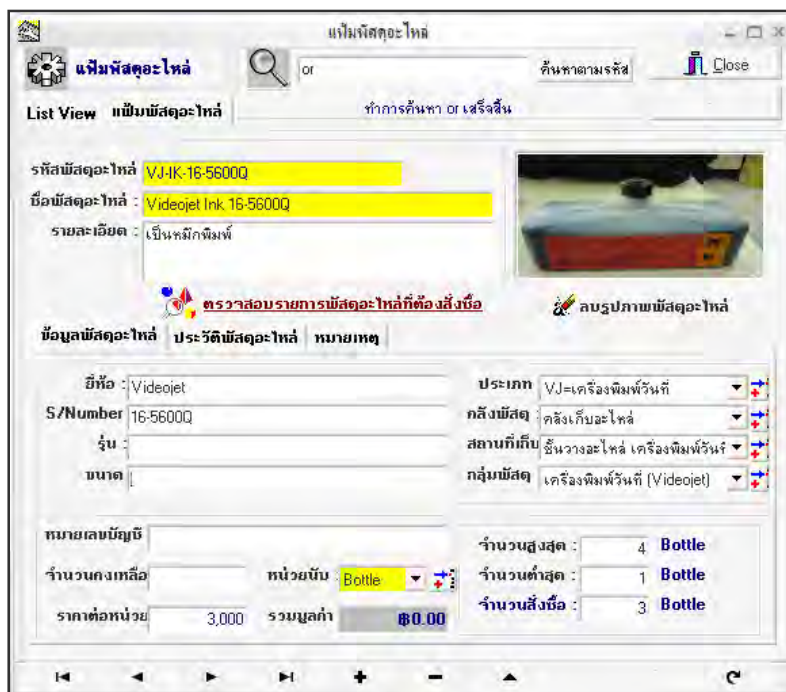 แฟ้มพัสดุอะไหล่
แฟ้มพัสดุอะไหล่ or ค้นหาตามรหัส Close
List View แฟ้มพัสดุอะไหล่ ทำการค้นหา or เสร็จสิ้น
รหัสพัสดุอะไหล่ VJ-IK-16-5600Q
ชื่อพัสดุอะไหล่ : Videojet Ink 16-5600Q
รายละเอียด : เป็นหมึกพิมพ์
ตรวจสอบรายการพัสดุอะไหล่ที่ต้องสั่งซื้อ ลบรูปภาพพัสดุอะไหล่
ข้อมูลพัสดุอะไหล่ ประวัติพัสดุอะไหล่ หมายเหตุ
ยี่ห้อ : Videojet ประเภท VJ=เครื่องพิมพ์วันที่
S/Number 16-5600Q คลังพัสดุ : คลังเก็บอะไหล่
รุ่น : สถานที่เก็บ ชั้นวางอะไหล่ เครื่องพิมพ์วันที่
ขนาด กลุ่มพัสดุ เครื่องพิมพ์วันที่ (Videojet)
หมายเลขบัญชี จำนวนสูงสุด : 4 Bottle
จำนวนคงเหลือ หน่วยนับ : Bottle จำนวนต่ำสุด : 1 Bottle
ราคาต่อหน่วย 3,000 รวมมูลค่า ฿0.00 จำนวนสั่งซื้อ : 3 Bottle